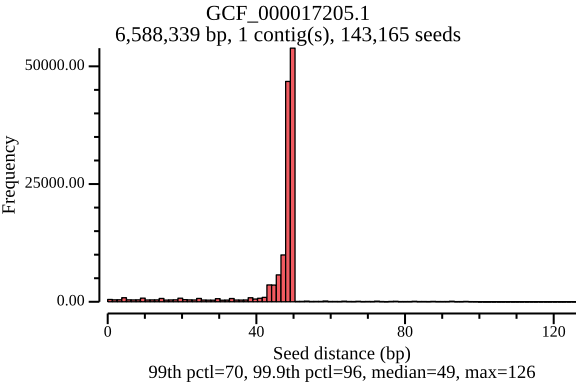 GCF_000017205.1
6,588,339 bp, 1 contig(s), 143,165 seeds
50000.00
25000.00
0.00
Frequency
0 40 80 120
Seed distance (bp)
99th pctl=70, 99.9th pctl=96, median=49, max=126